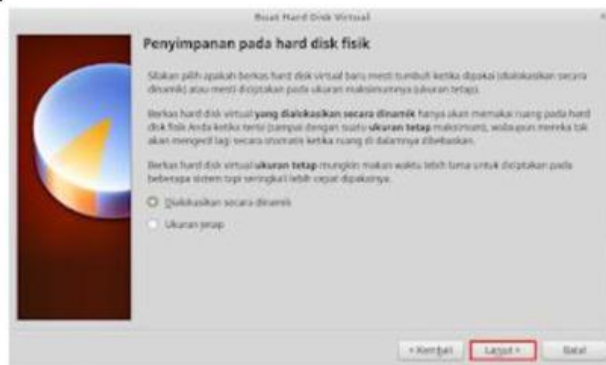 Buat Hard Disk Virtual
Penyimpanan pada hard disk fisik
Silakan pilih apakah berkas hard disk virtual baru mesti tumbuh ketika dipakai (dialokasikan secara
dinamik) atau mesti diciptakan pada ukuran maksimumnya (ukuran tetap).
Berkas hard disk virtual yang dialokasikan secara dinamik hanya akan memakai ruang pada hard
disk fisik Anda ketika terisi (sampai dengan suatu ukuran tetap maksimum), walaupun mereka tak
akan mengecil lagi secara otomatis ketika ruang di dalamnya dibebaskan.
Berkas hard disk virtual ukuran tetap mungkin makan waktu lebih lama untuk diciptakan pada
beberapa sistem tapi seringkali lebih cepat dipakainya.
Dialokasikan secara dinamik
Ukuran tetap
< Kembali Lanjut > Batal